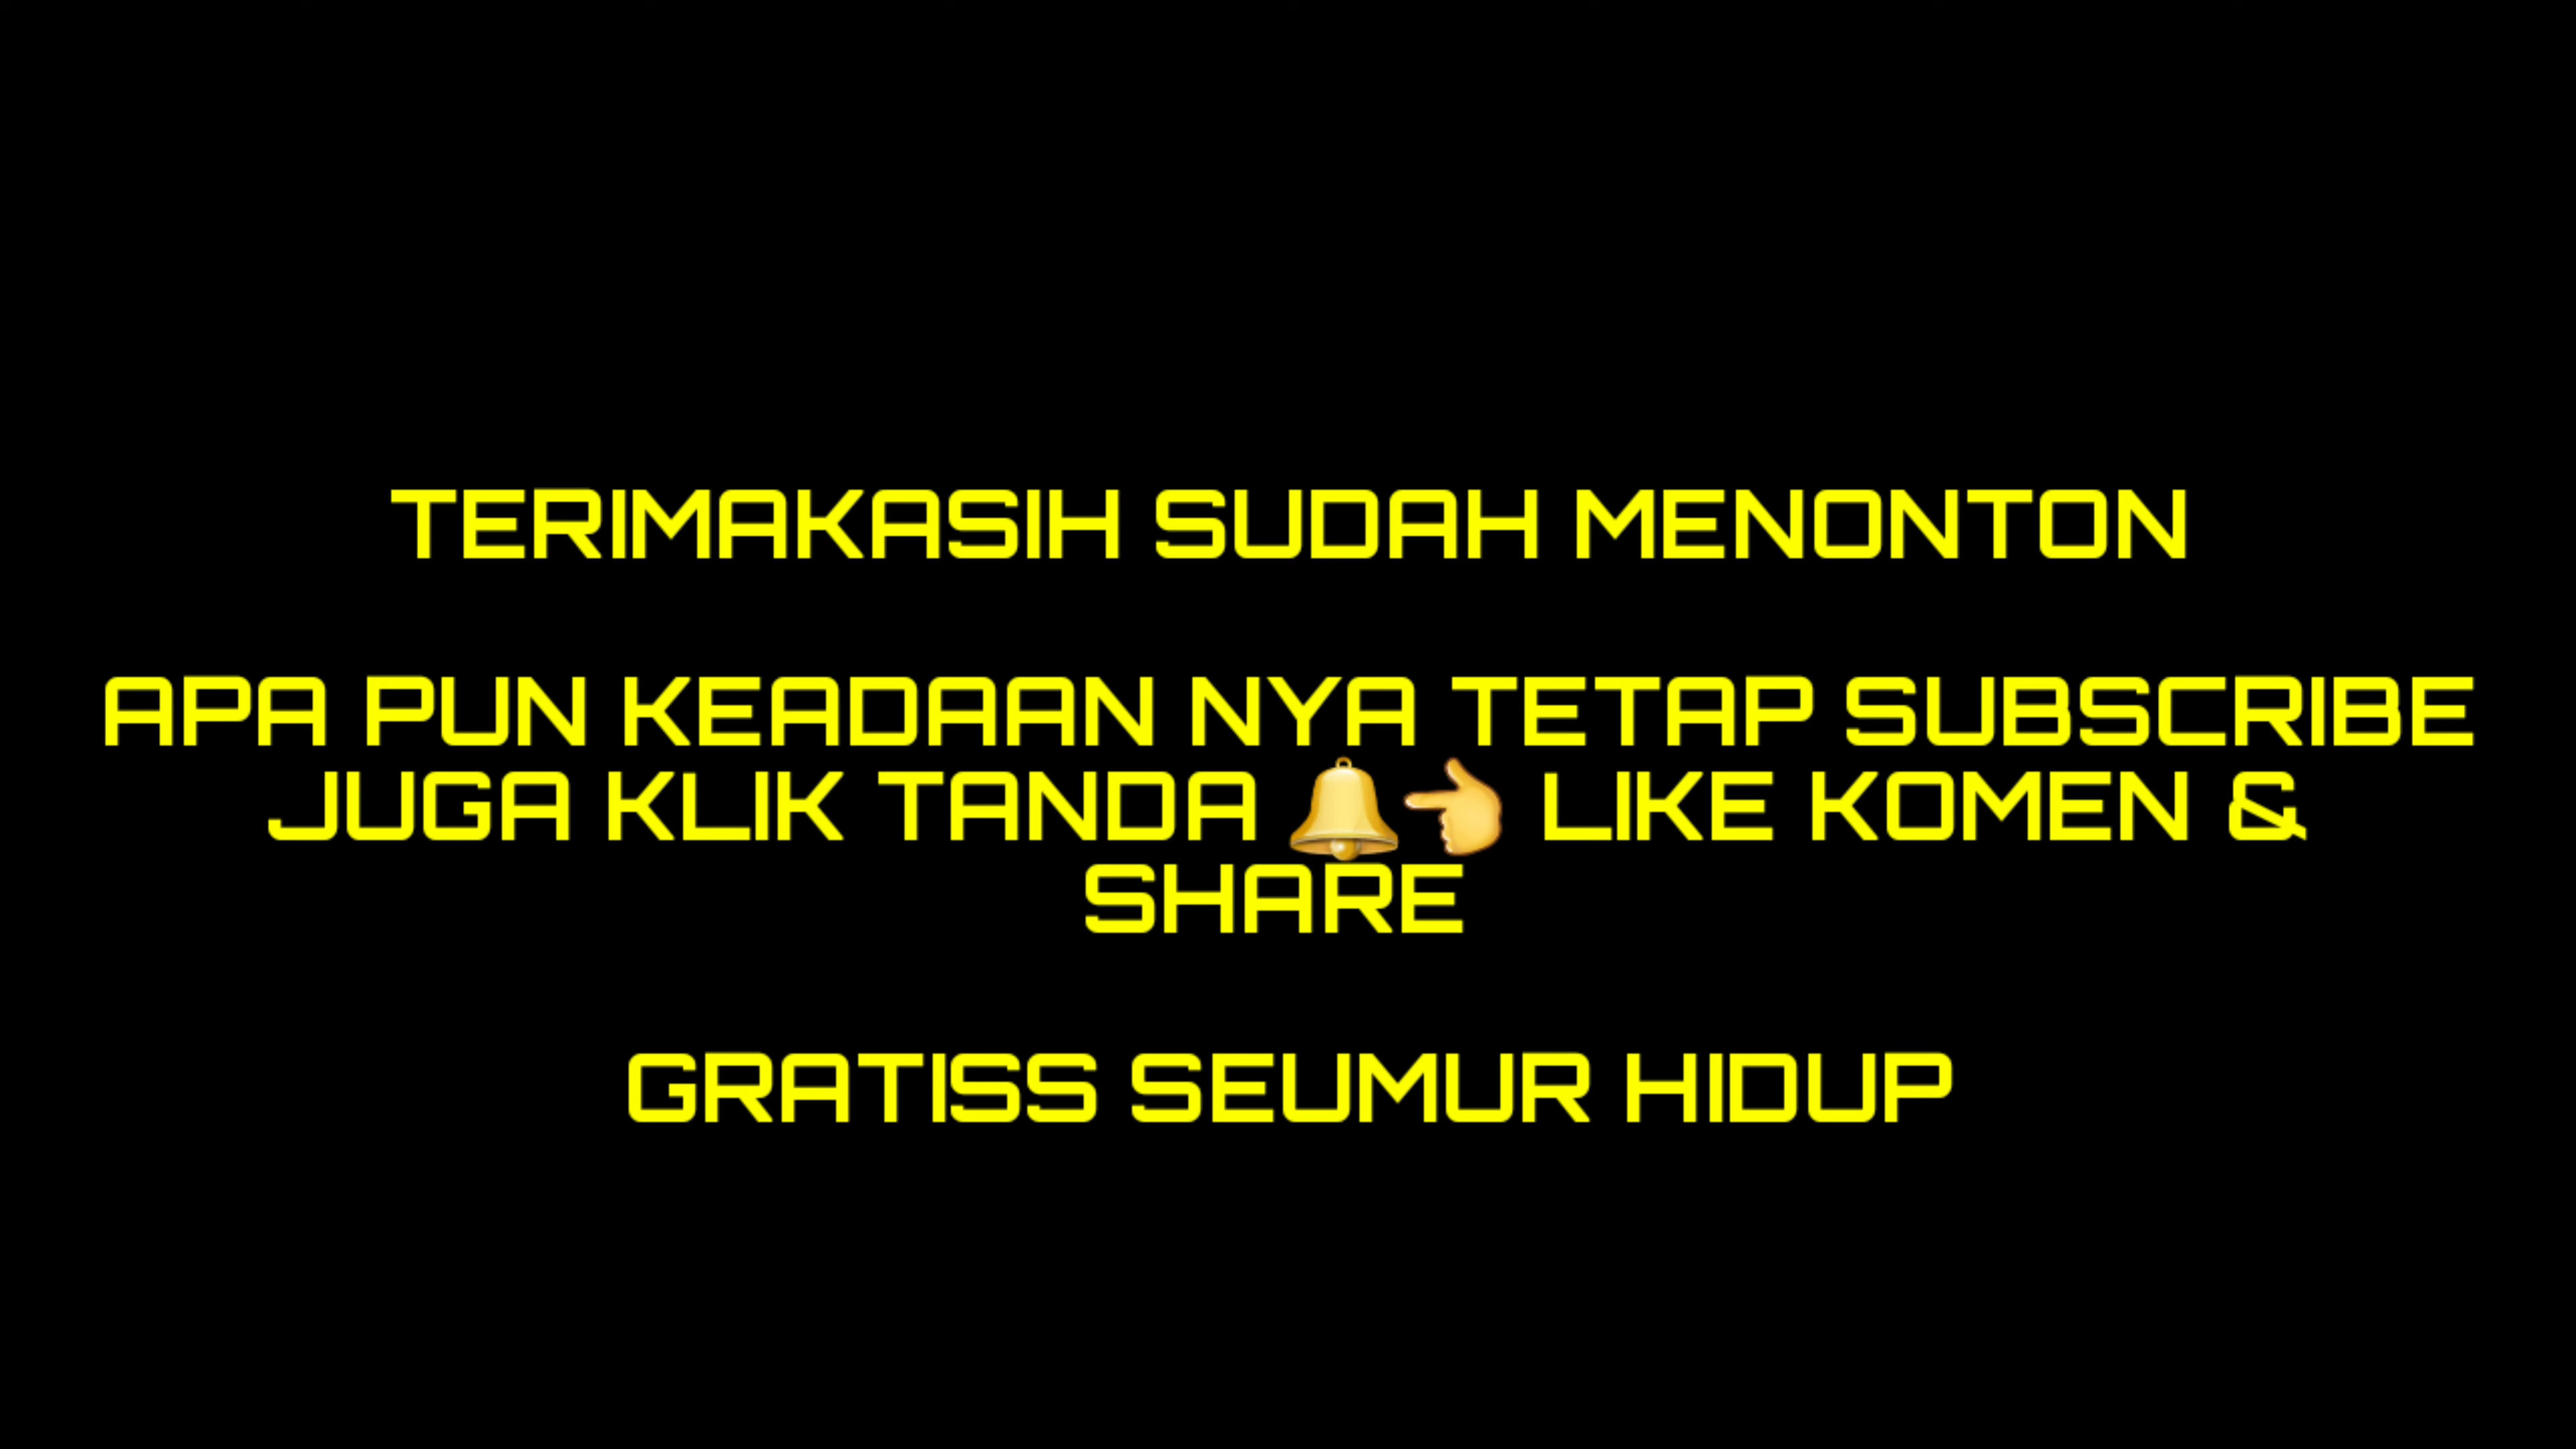 TERIMAKASIH SUDAH MENONTON
APA PUN KEADAAN NYA TETAP SUBSCRIBE
JUGA KLIK TANDA 🔔👈 LIKE KOMEN &
SHARE
GRATISS SEUMUR HIDUP